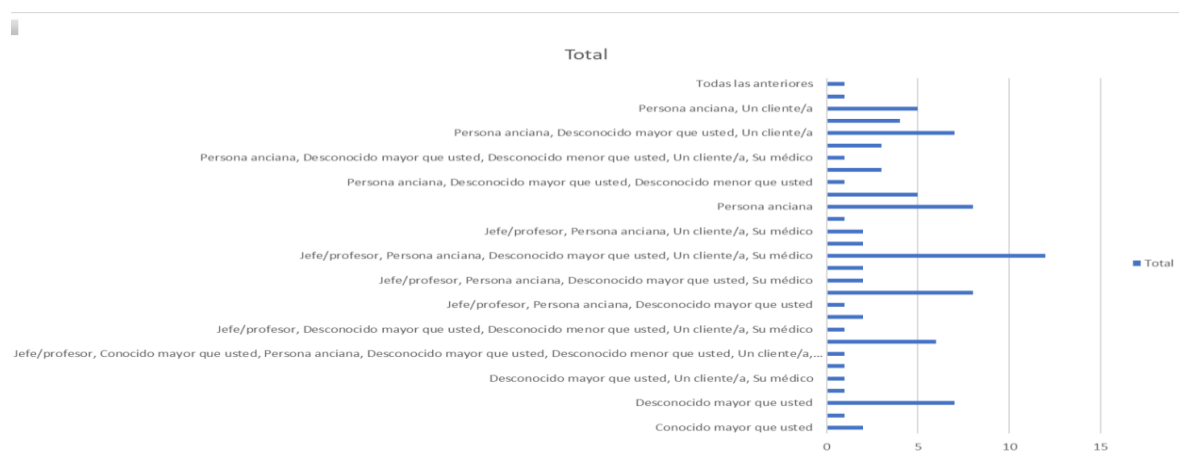 Total
Todas las anteriores
Persona anciana, Un cliente/a
Persona anciana, Desconocido mayor que usted, Un cliente/a
Persona anciana, Desconocido mayor que usted, Desconocido menor que usted, Un cliente/a, Su médico
Persona anciana, Desconocido mayor que usted, Desconocido menor que usted
Persona anciana
Jefe/profesor, Persona anciana, Un cliente/a, Su médico
Jefe/profesor, Persona anciana, Desconocido mayor que usted, Un cliente/a, Su médico
Jefe/profesor, Persona anciana, Desconocido mayor que usted, Su médico
Jefe/profesor, Persona anciana, Desconocido mayor que usted
Jefe/profesor, Desconocido mayor que usted, Desconocido menor que usted, Un cliente/a, Su médico
Jefe/profesor, Conocido mayor que usted, Persona anciana, Desconocido mayor que usted, Desconocido menor que usted, Un cliente/a,...
Desconocido mayor que usted, Un cliente/a, Su médico
Desconocido mayor que usted
Conocido mayor que usted
0 5 10 15
Total